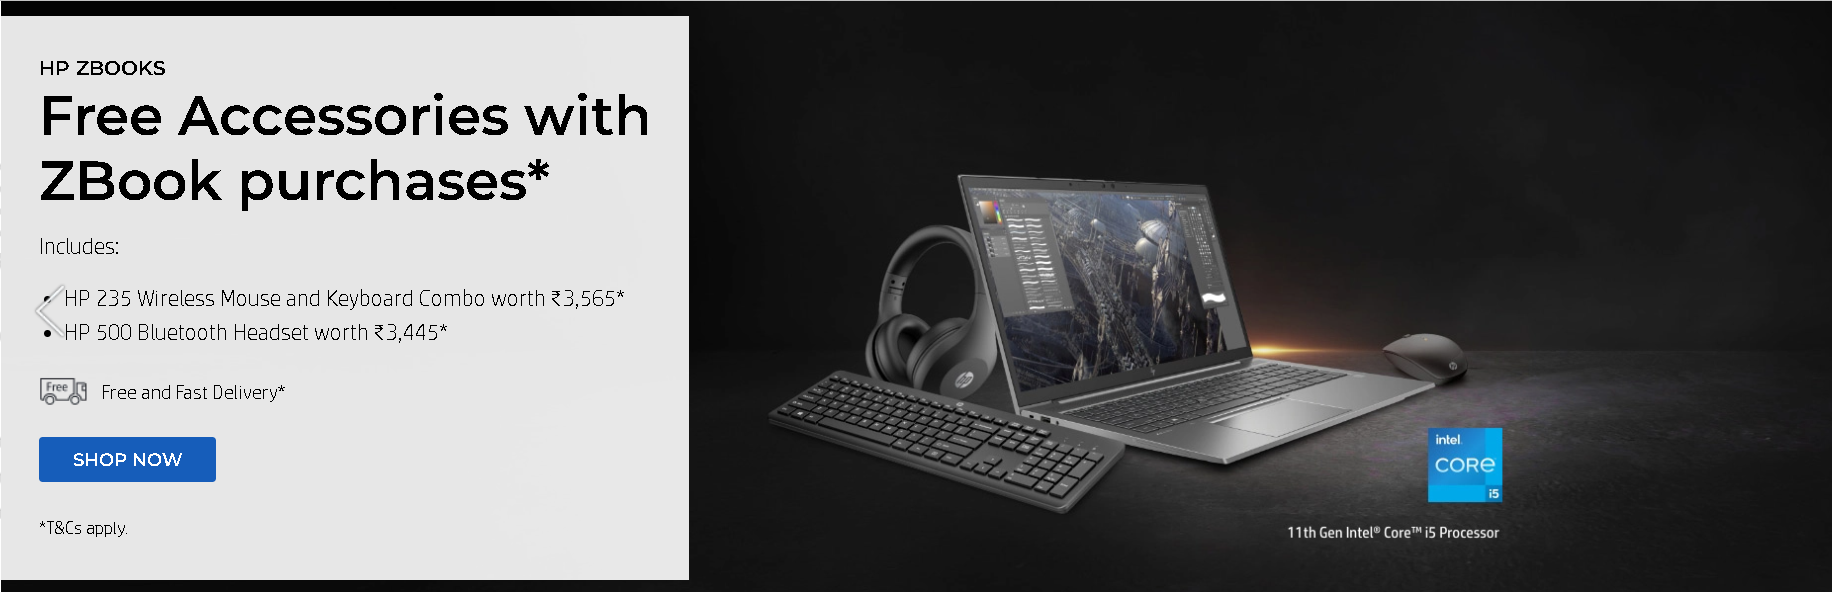 HP ZBOOKS
Free Accessories with
ZBook purchases*
Includes:
• HP 235 Wireless Mouse and Keyboard Combo worth ₹3,565*
• HP 500 Bluetooth Headset worth ₹3,445*
Free
Free and Fast Delivery*
SHOP NOW
*T&Cs apply.
hp
hp
intel
CORE
i5
11th Gen Intel® Core™ i5 Processor